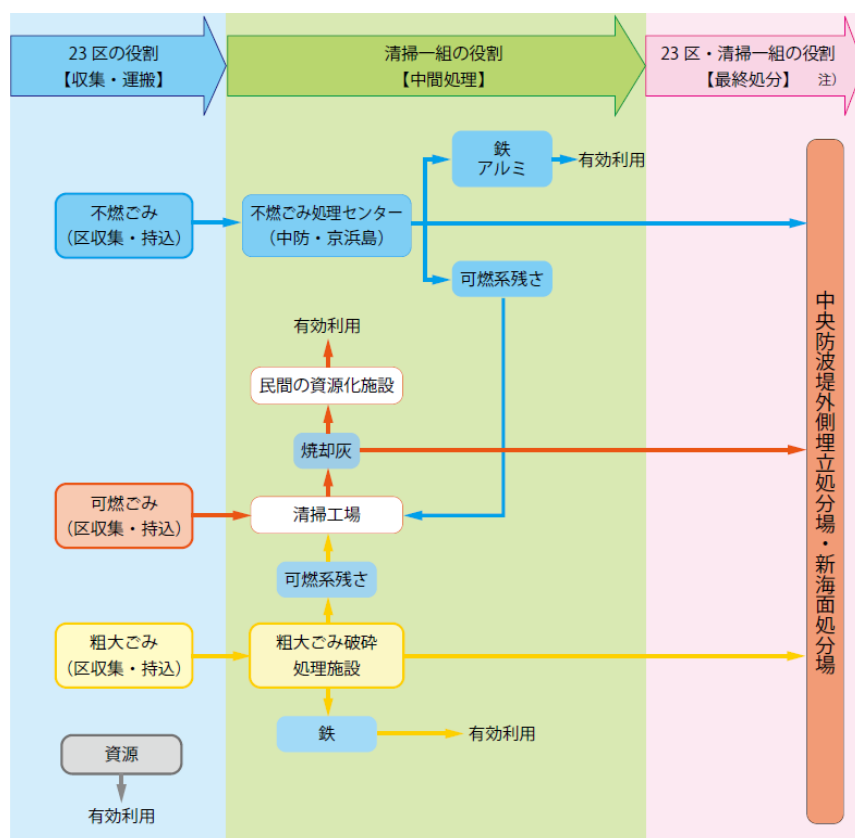 23 区の役割
【収集・運搬】
清掃一組の役割
【中間処理】
23 区・清掃一組の役割
【最終処分】 注）
鉄
アルミ
有効利用
不燃ごみ
（区収集・持込）
不燃ごみ処理センター
（中防・京浜島）
可燃系残さ
有効利用
民間の資源化施設
焼却灰
可燃ごみ
（区収集・持込）
清掃工場
可燃系残さ
粗大ごみ
（区収集・持込）
粗大ごみ破砕
処理施設
鉄
有効利用
資源
有効利用
中央防波堤外側埋立処分場・新海面処分場